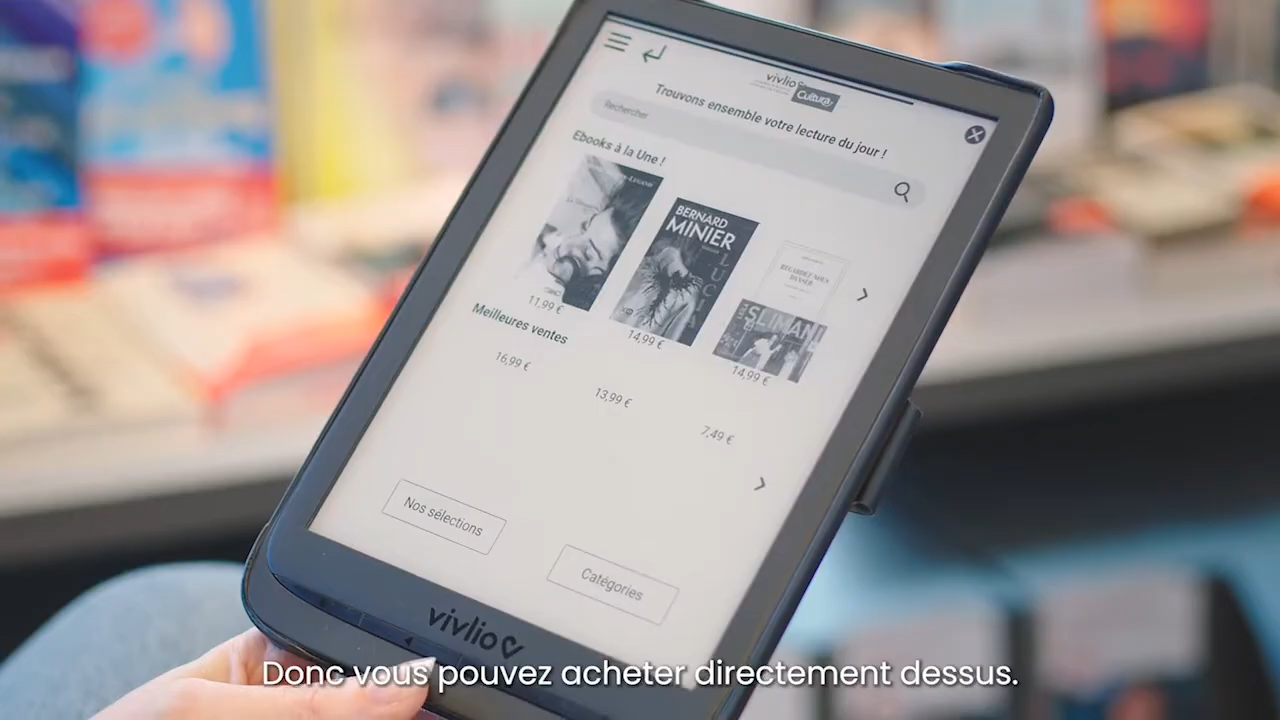 vivlio
Cultura
Trouvons ensemble votre lecture du jour !
Rechercher
Ebooks à la Une !
BERNARD
MINIER
LUCIA
REGARDEZ-NOUS
DANSER
SLIMANI
11,99 €
14,99 €
14,99 €
Meilleures ventes
16,99 €
13,99 €
7,49 €
Nos sélections
Catégories
vivlio
Donc vous pouvez acheter directement dessus.